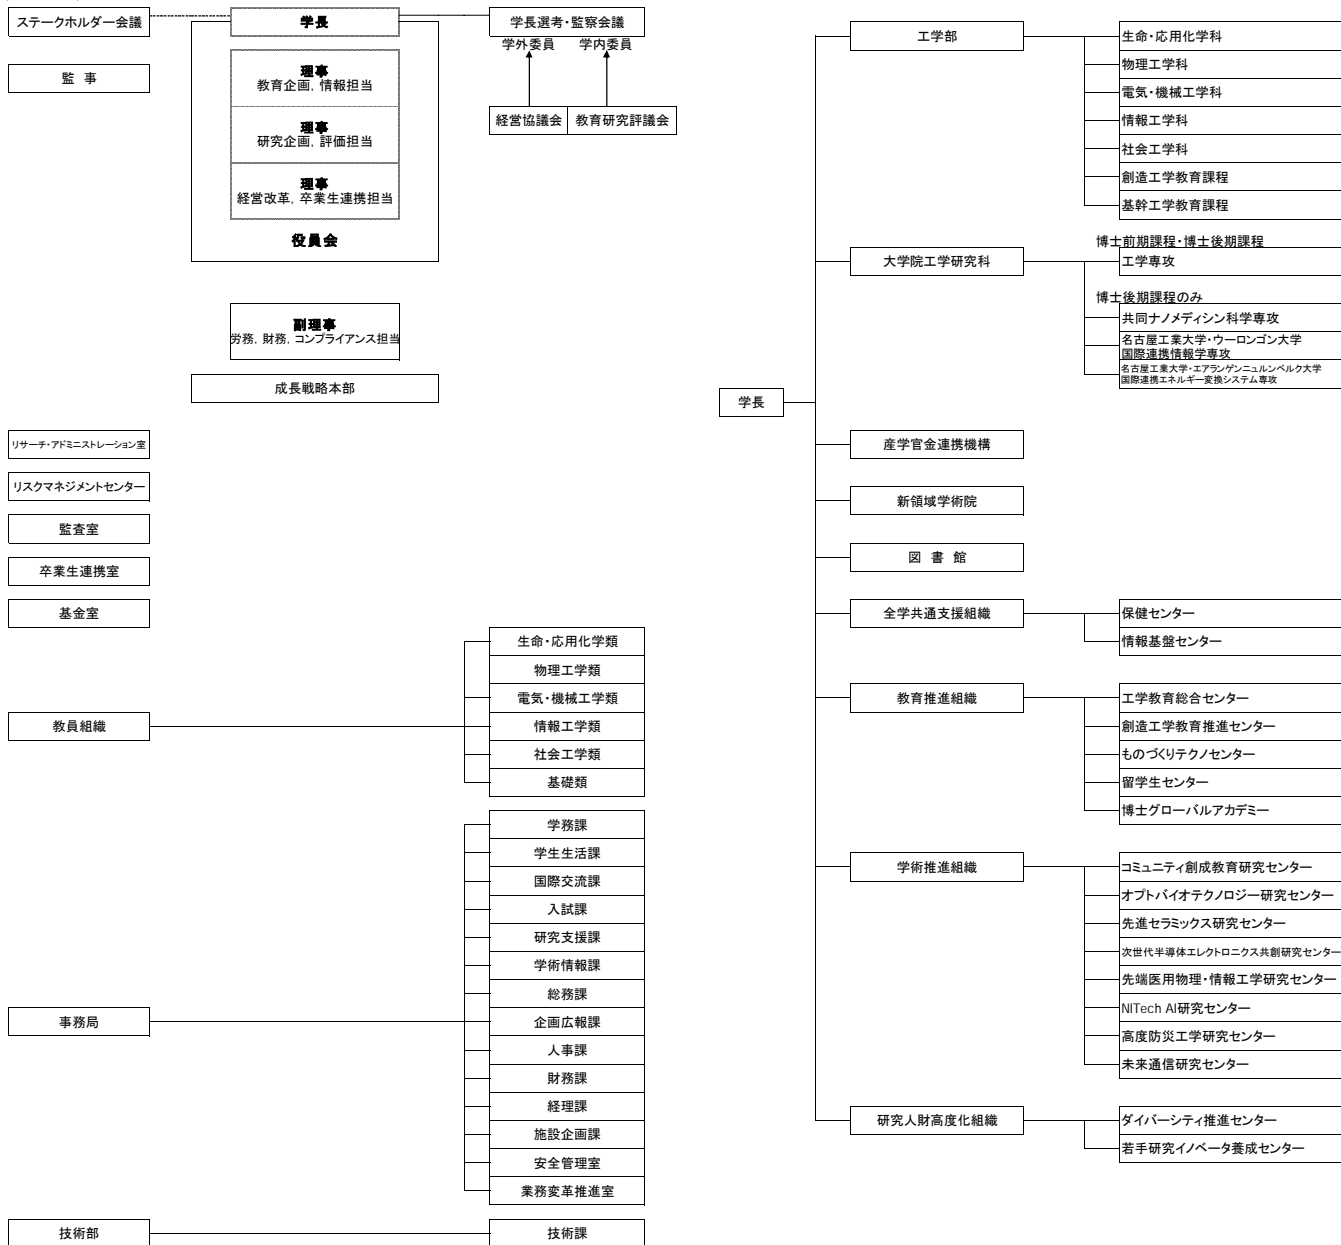 ステークホルダー会議
学長
学長選考・監察会議
学外委員
学内委員
監 事
理事
教育企画, 情報担当
理事
研究企画, 評価担当
理事
経営改革, 卒業生連携担当
役員会
経営協議会
教育研究評議会
副理事
労務, 財務, コンプライアンス担当
成長戦略本部
リサーチ・アドミニストレーション室
リスクマネジメントセンター
監査室
卒業生連携室
基金室
教員組織
生命・応用化学類
物理工学類
電気・機械工学類
情報工学類
社会工学類
基礎類
事務局
学務課
学生生活課
国際交流課
入試課
研究支援課
学術情報課
総務課
企画広報課
人事課
財務課
経理課
施設企画課
安全管理室
業務変革推進室
技術部
技術課
学長
工学部
生命・応用化学科
物理工学科
電気・機械工学科
情報工学科
社会工学科
創造工学教育課程
基幹工学教育課程
大学院工学研究科
博士前期課程・博士後期課程
工学専攻
博士後期課程のみ
共同ナノメディシン科学専攻
名古屋工業大学・ウーロンゴン大学
国際連携情報学専攻
名古屋工業大学・エアランゲンニュルンベルク大学
国際連携エネルギー変換システム専攻
産学官金連携機構
新領域学術院
図 書 館
全学共通支援組織
保健センター
情報基盤センター
教育推進組織
工学教育総合センター
創造工学教育推進センター
ものづくりテクノセンター
留学生センター
博士グローバルアカデミー
学術推進組織
コミュニティ創成教育研究センター
オプトバイオテクノロジー研究センター
先進セラミックス研究センター
次世代半導体エレクトロニクス共創研究センター
先端医用物理・情報工学研究センター
NITech AI研究センター
高度防災工学研究センター
未来通信研究センター
研究人財高度化組織
ダイバーシティ推進センター
若手研究イノベータ養成センター